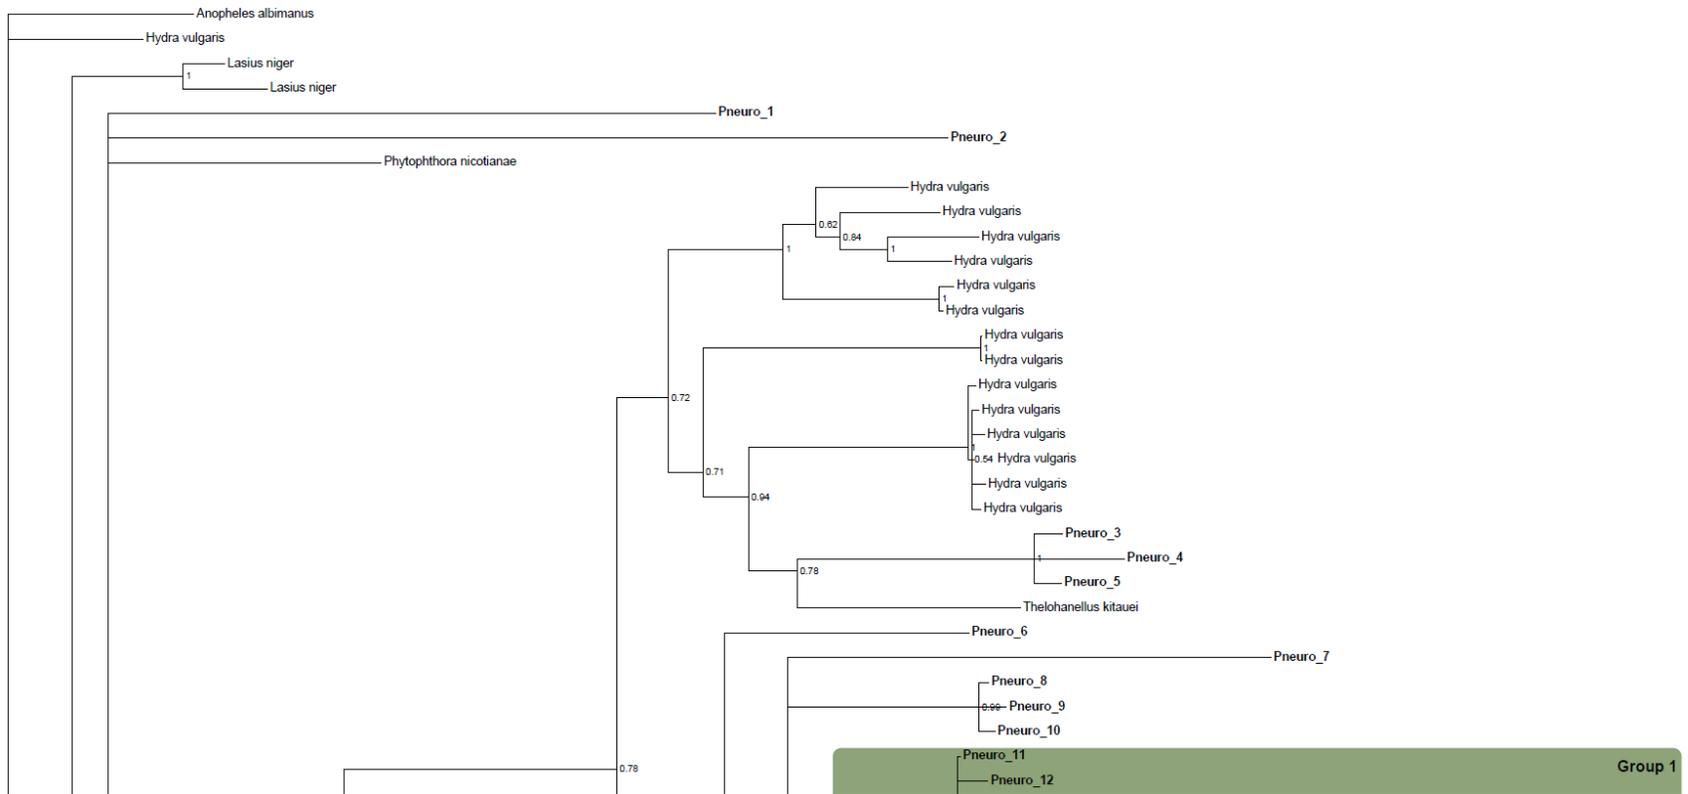 Anopheles albimanus
Hydra vulgaris
Lasius niger
1
Lasius niger
Pneuro_1
Pneuro_2
Phytophthora nicotianae
Hydra vulgaris
Hydra vulgaris
0.62
0.84
Hydra vulgaris
1
Hydra vulgaris
1
Hydra vulgaris
1
Hydra vulgaris
Hydra vulgaris
1
Hydra vulgaris
Hydra vulgaris
0.72
Hydra vulgaris
Hydra vulgaris
1
0.54 Hydra vulgaris
0.71
Hydra vulgaris
0.94
Hydra vulgaris
Pneuro_3
1
Pneuro_4
0.78
Pneuro_5
Thelohanellus kitauei
Pneuro_6
Pneuro_7
Pneuro_8
0.99
Pneuro_9
Pneuro_10
Pneuro_11
Group 1
0.78
Pneuro_12